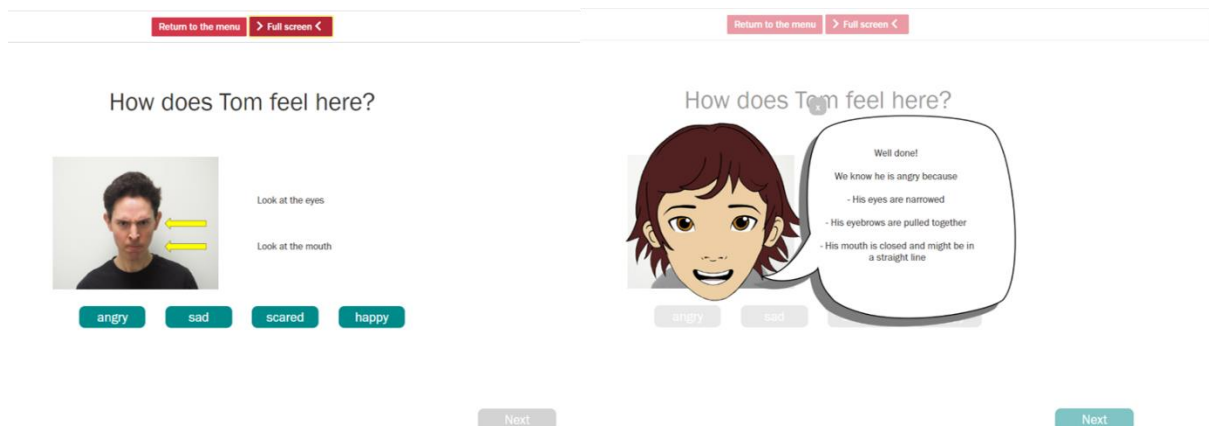 Return to the menu
> Full screen <
How does Tom feel here?
Look at the eyes
Look at the mouth
angry
sad
scared
happy
Next
Return to the menu
> Full screen <
How does Tom feel here?
x
Well done!
We know he is angry because
- His eyes are narrowed
- His eyebrows are pulled together
- His mouth is closed and might be in
a straight line
angry
sad
Next